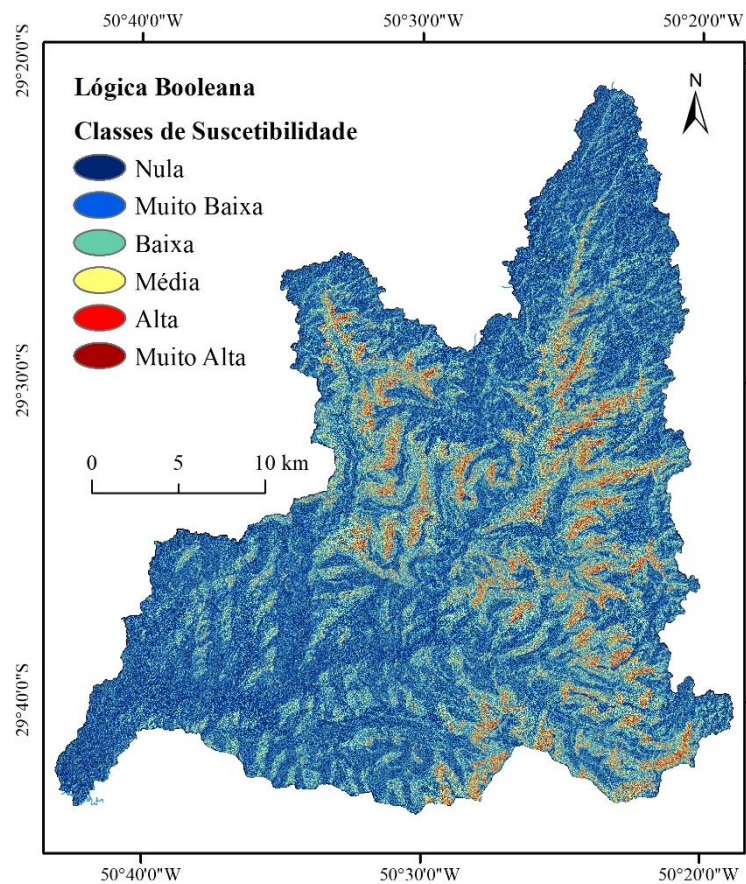 50°40'0"W 50°30'0"W 50°20'0"W
29°20'0"S
Lógica Booleana
N
Classes de Suscetibilidade
Nula
Muito Baixa
Baixa
Média
Alta
Muito Alta
29°30'0"S
0 5 10 km
29°40'0"S
50°40'0"W 50°30'0"W 50°20'0"W